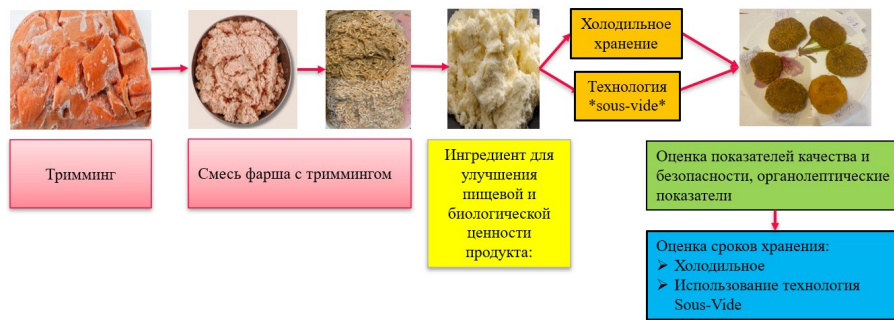 Холодильное
хранение
Технология
*sous-vide*
Тримминг
Смесь фарша с триммингом
Ингредиент для
улучшения
пищевой и
биологической
ценности
продукта:
Оценка показателей качества и
безопасности, органолептические
показатели
Оценка сроков хранения:
➤ Холодильное
➤ Использование технология
Sous-Vide